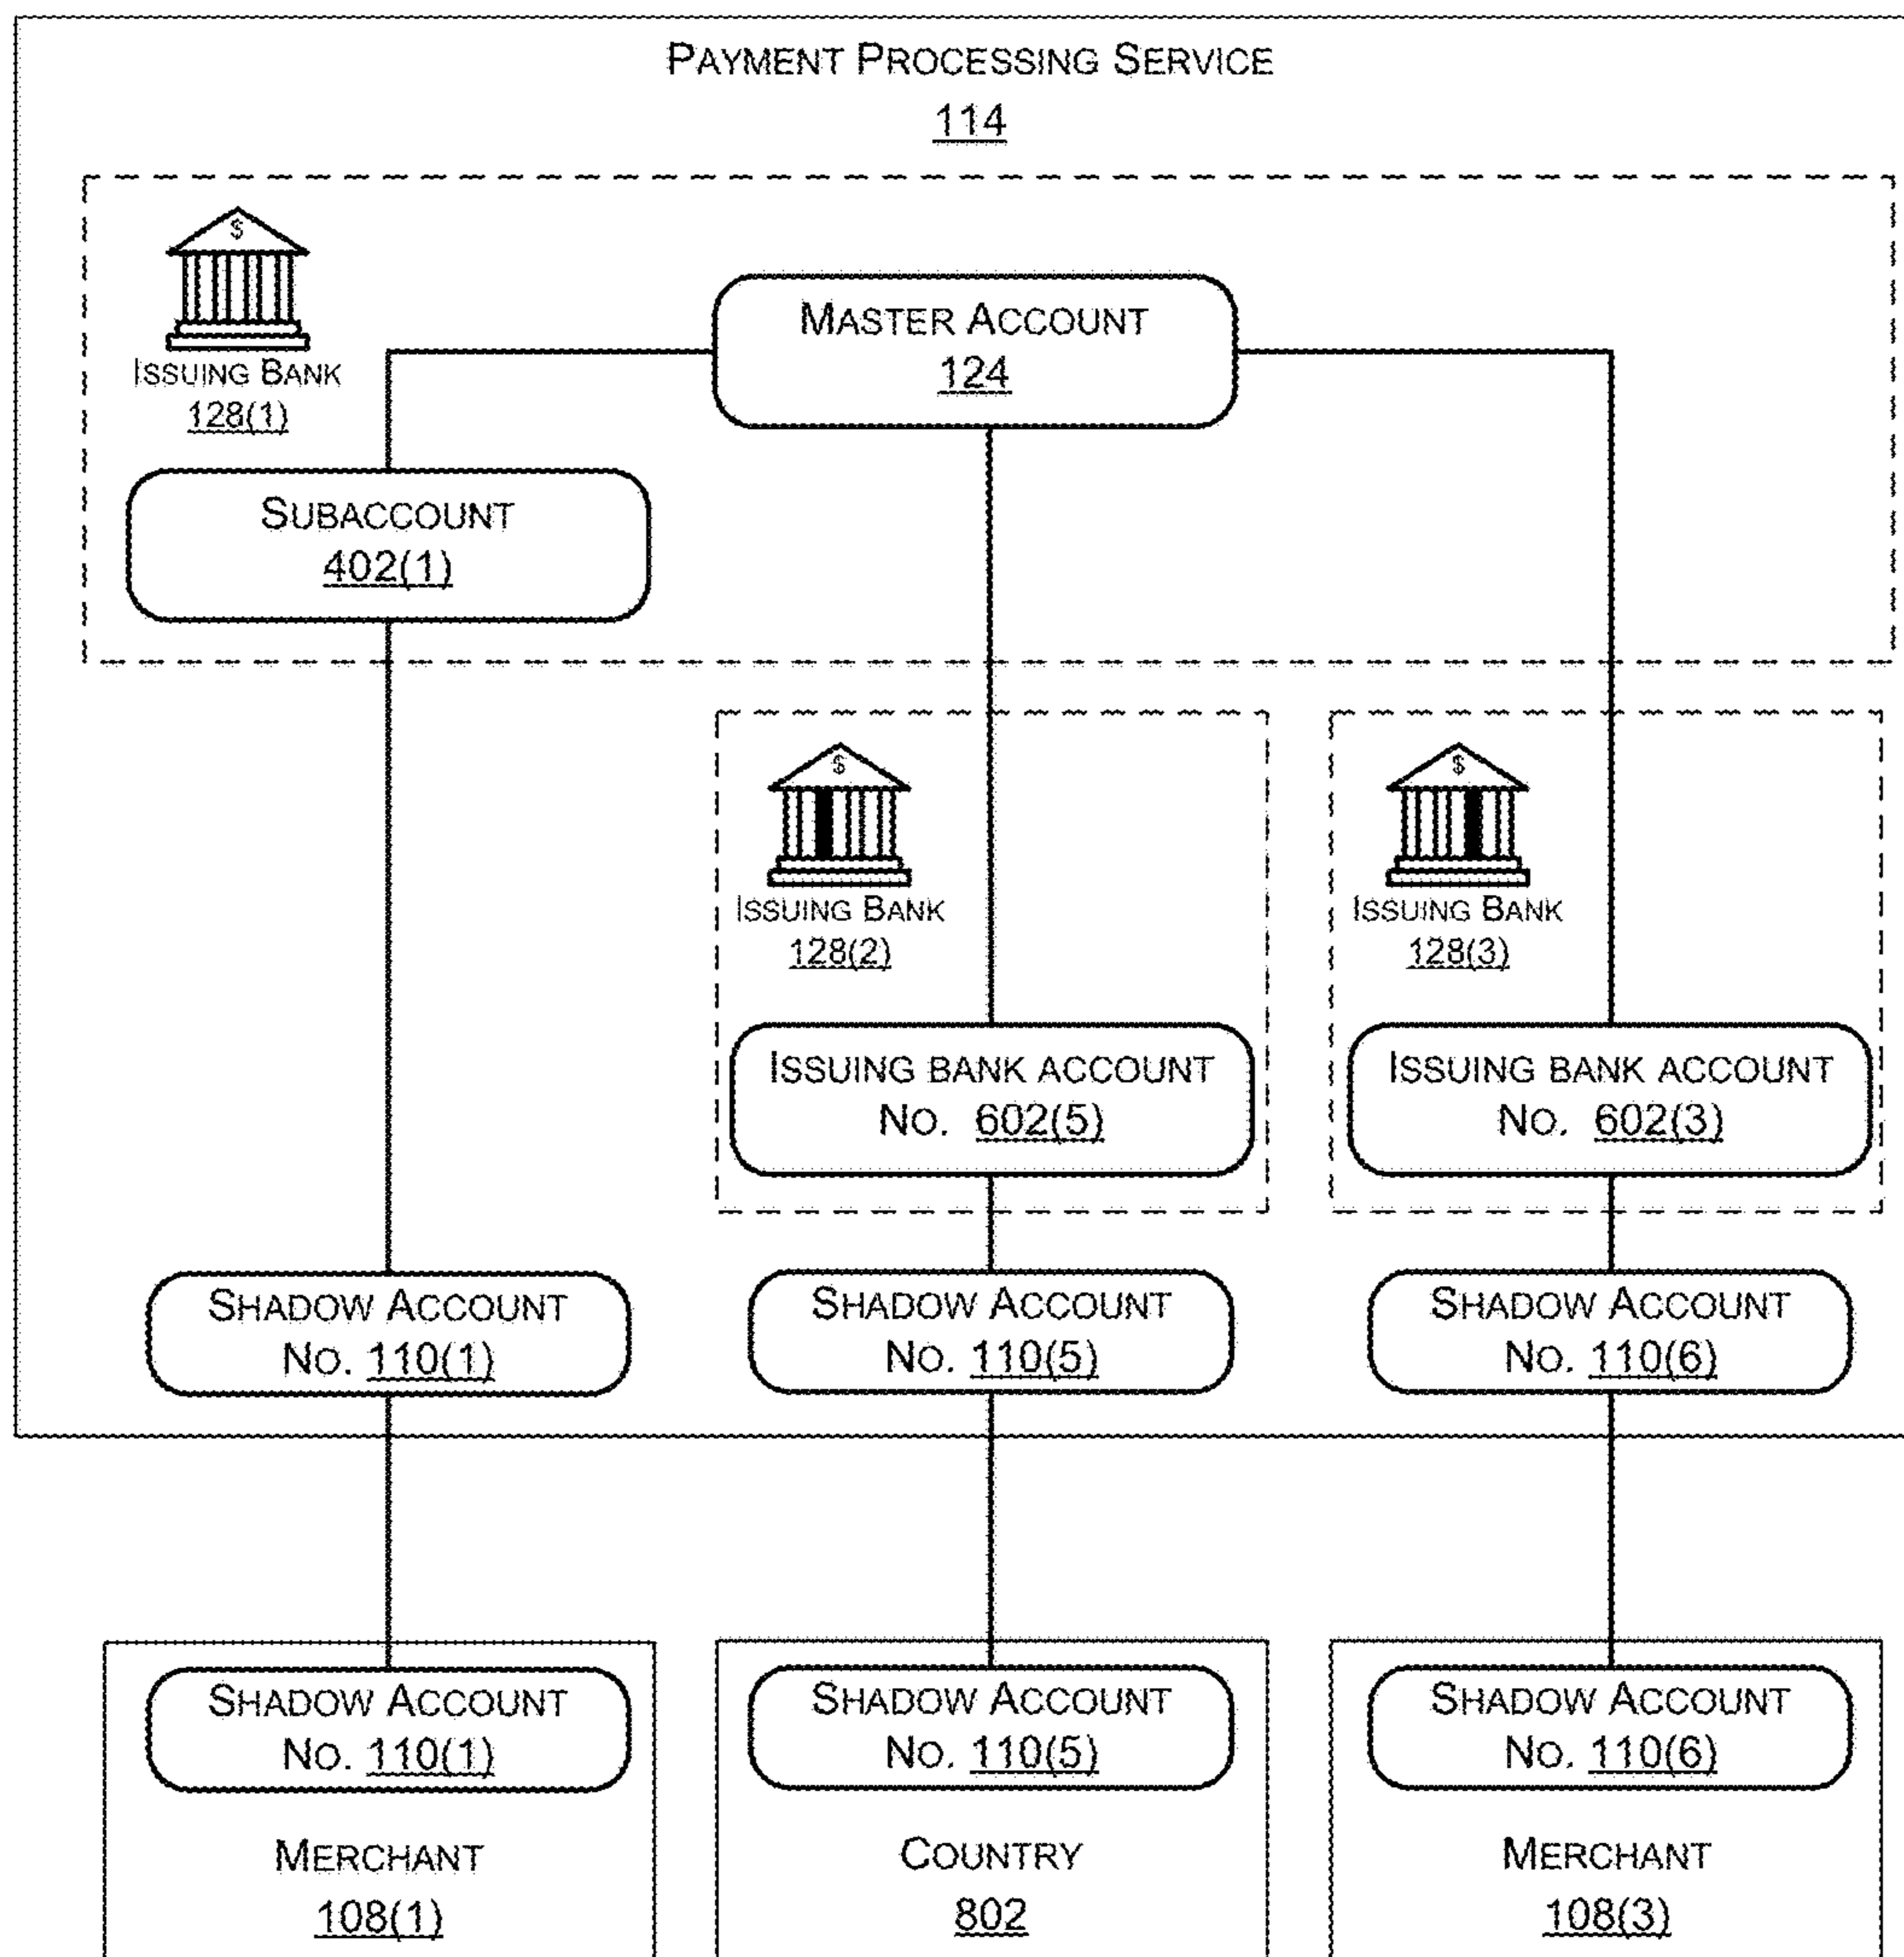 PAYMENT PROCESSING SERVICE
114
$
ISSUING BANK
128(1)
MASTER ACCOUNT
124
SUBACCOUNT
402(1)
$
ISSUING BANK
128(2)
$
ISSUING BANK
128(3)
ISSUING BANK ACCOUNT
NO. 602(5)
ISSUING BANK ACCOUNT
NO. 602(3)
SHADOW ACCOUNT
NO. 110(1)
SHADOW ACCOUNT
NO. 110(5)
SHADOW ACCOUNT
NO. 110(6)
SHADOW ACCOUNT
NO. 110(1)
MERCHANT
108(1)
SHADOW ACCOUNT
NO. 110(5)
COUNTRY
802
SHADOW ACCOUNT
NO. 110(6)
MERCHANT
108(3)